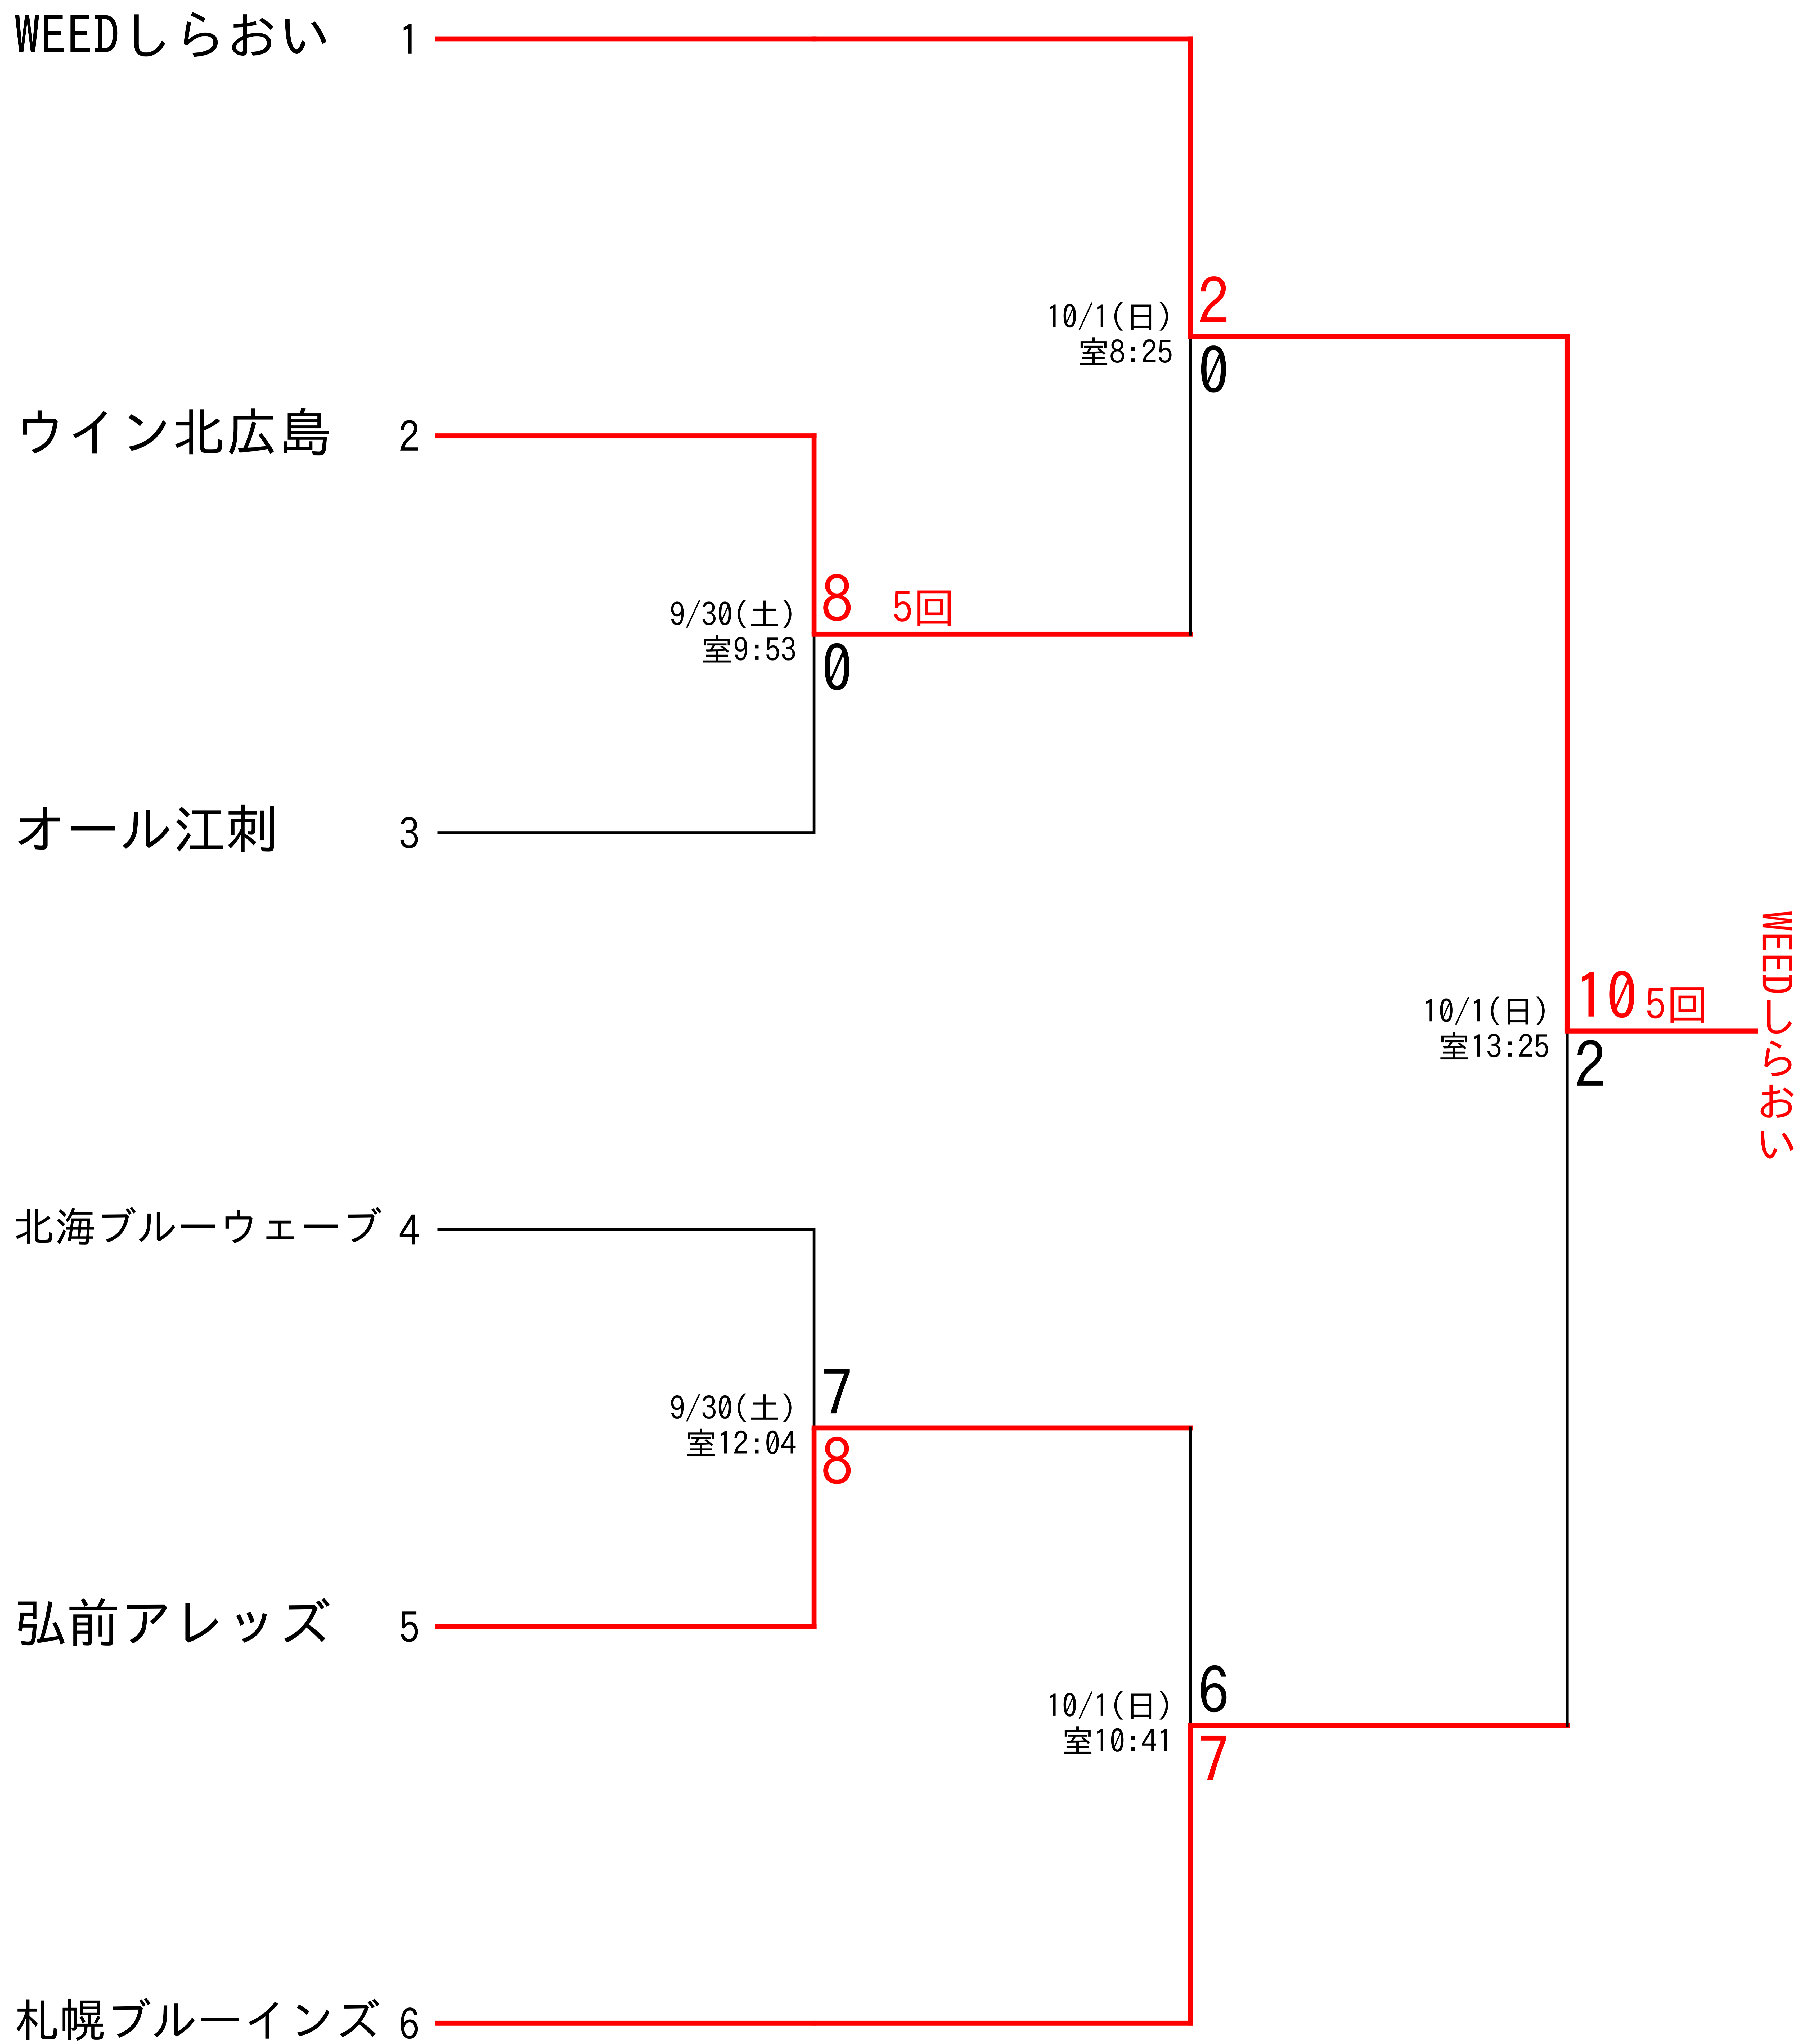 WEEDしらおい 1
2
10/1(日)
室8:25
0
ウイン北広島 2
8 5回
9/30(土)
室9:53
0
オール江刺 3
WEEDしらおい
10 5回
10/1(日)
室13:25
2
北海ブルーウェーブ 4
7
9/30(土)
室12:04
8
弘前アレッズ 5
6
10/1(日)
室10:41
7
札幌ブルーインズ 6